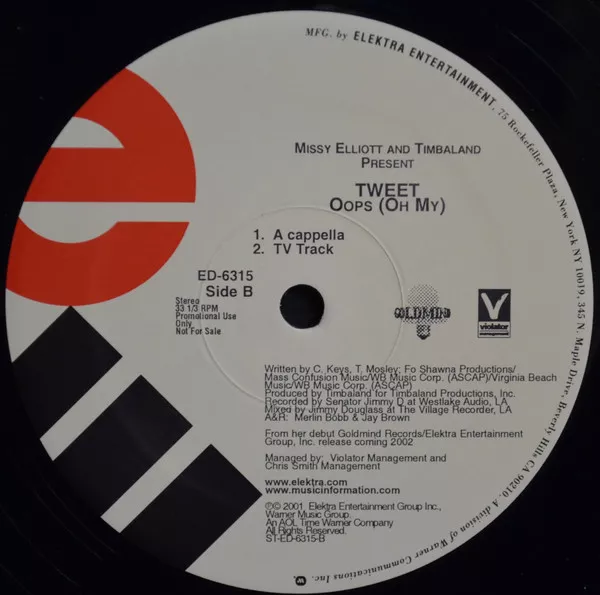 MFG. by ELEKTRA ENTERTAINMENT, 75 Rockefeller Plaza, New York NY 10019, 345 N. Maple Drive, Beverly Hills CA 90210. A division of Warner Communications Inc.
MISSY ELLIOTT AND TIMBALAND
PRESENT
TWEET
OOPS (OH MY)
1. A cappella
2. TV Track
ED-6315
Side B
Stereo
33 1/3 RPM
Promotional Use
Only
Not For Sale
GOLDMIND
V
violator
management
Written by C. Keys, T. Mosley; Fo Shawna Productions/
Mass Confusion Music/WB Music Corp. (ASCAP)/Virginia Beach
Music/WB Music Corp. (ASCAP)
Produced by Timbaland for Timbaland Productions, Inc.
Recorded by Senator Jimmy D at Westlake Audio, LA
Mixed by Jimmy Douglass at The Village Recorder, LA
A&R: Merlin Bobb & Jay Brown
From her debut Goldmind Records/Elektra Entertainment
Group, Inc. release coming 2002
Managed by: Violator Management and
Chris Smith Management
www.elektra.com
www.musicinformation.com
℗© 2001 Elektra Entertainment Group Inc.,
Warner Music Group.
An AOL Time Warner Company
All Rights Reserved.
ST-ED-6315-B